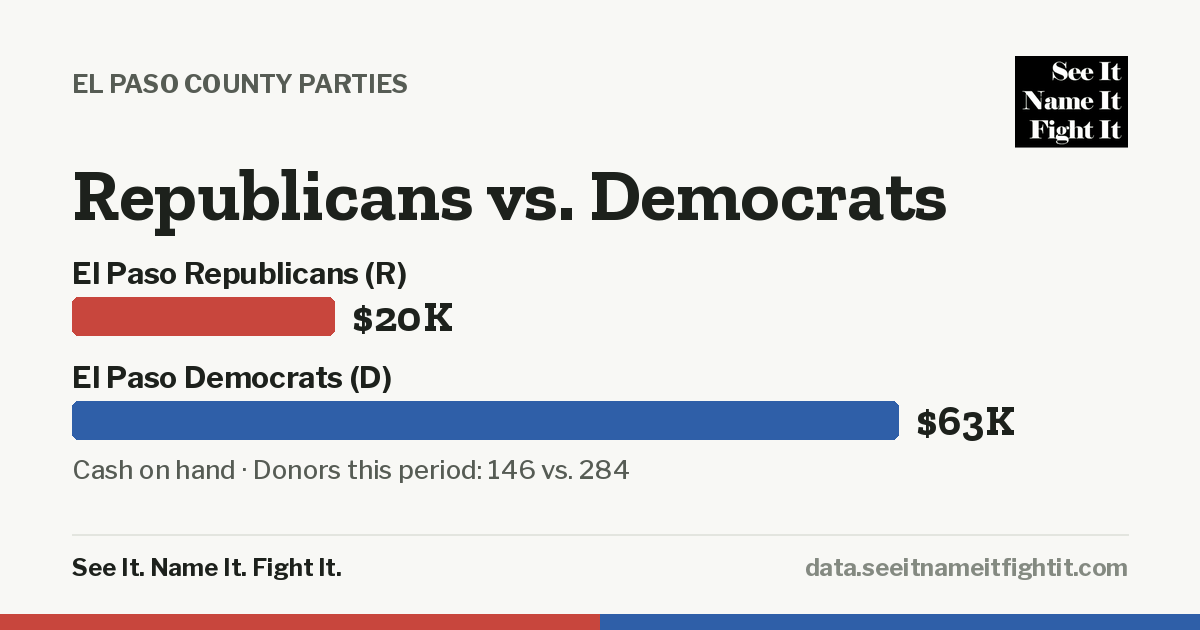 EL PASO COUNTY PARTIES
See It
Name It
Fight It
Republicans vs. Democrats
El Paso Republicans (R)
$20K
El Paso Democrats (D)
$63K
Cash on hand · Donors this period: 146 vs. 284
See It. Name It. Fight It.
data.seeitnameitfightit.com